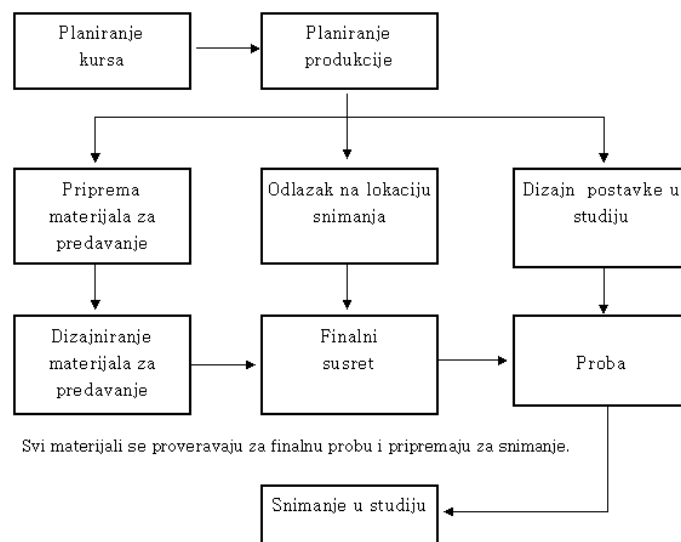 Planiranje
kursa
Planiranje
produkcije
Priprema
materijala za
predavanje
Odlazak na lokaciju
snimanja
Dizajn postavke u
studiju
Dizajniranje
materijala za
predavanje
Finalni
susret
Proba
Svi materijali se proveravaju za finalnu probu i pripremaju za snimanje.
Snimanje u studiju